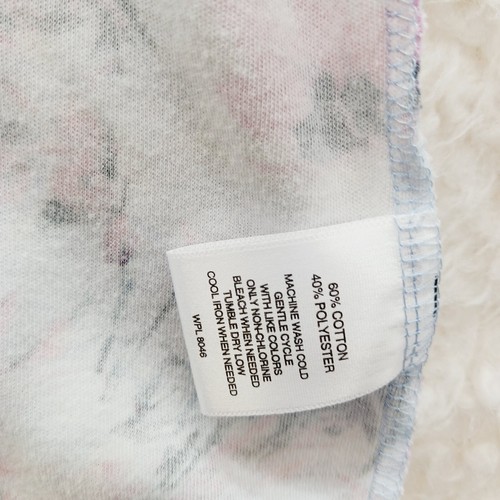 60% COTTON
40% POLYESTER
MACHINE WASH COLD
GENTLE CYCLE
WITH LIKE COLORS
ONLY NON-CHLORINE
BLEACH WHEN NEEDED
TUMBLE DRY LOW
COOL IRON WHEN NEEDED
WPL 8046